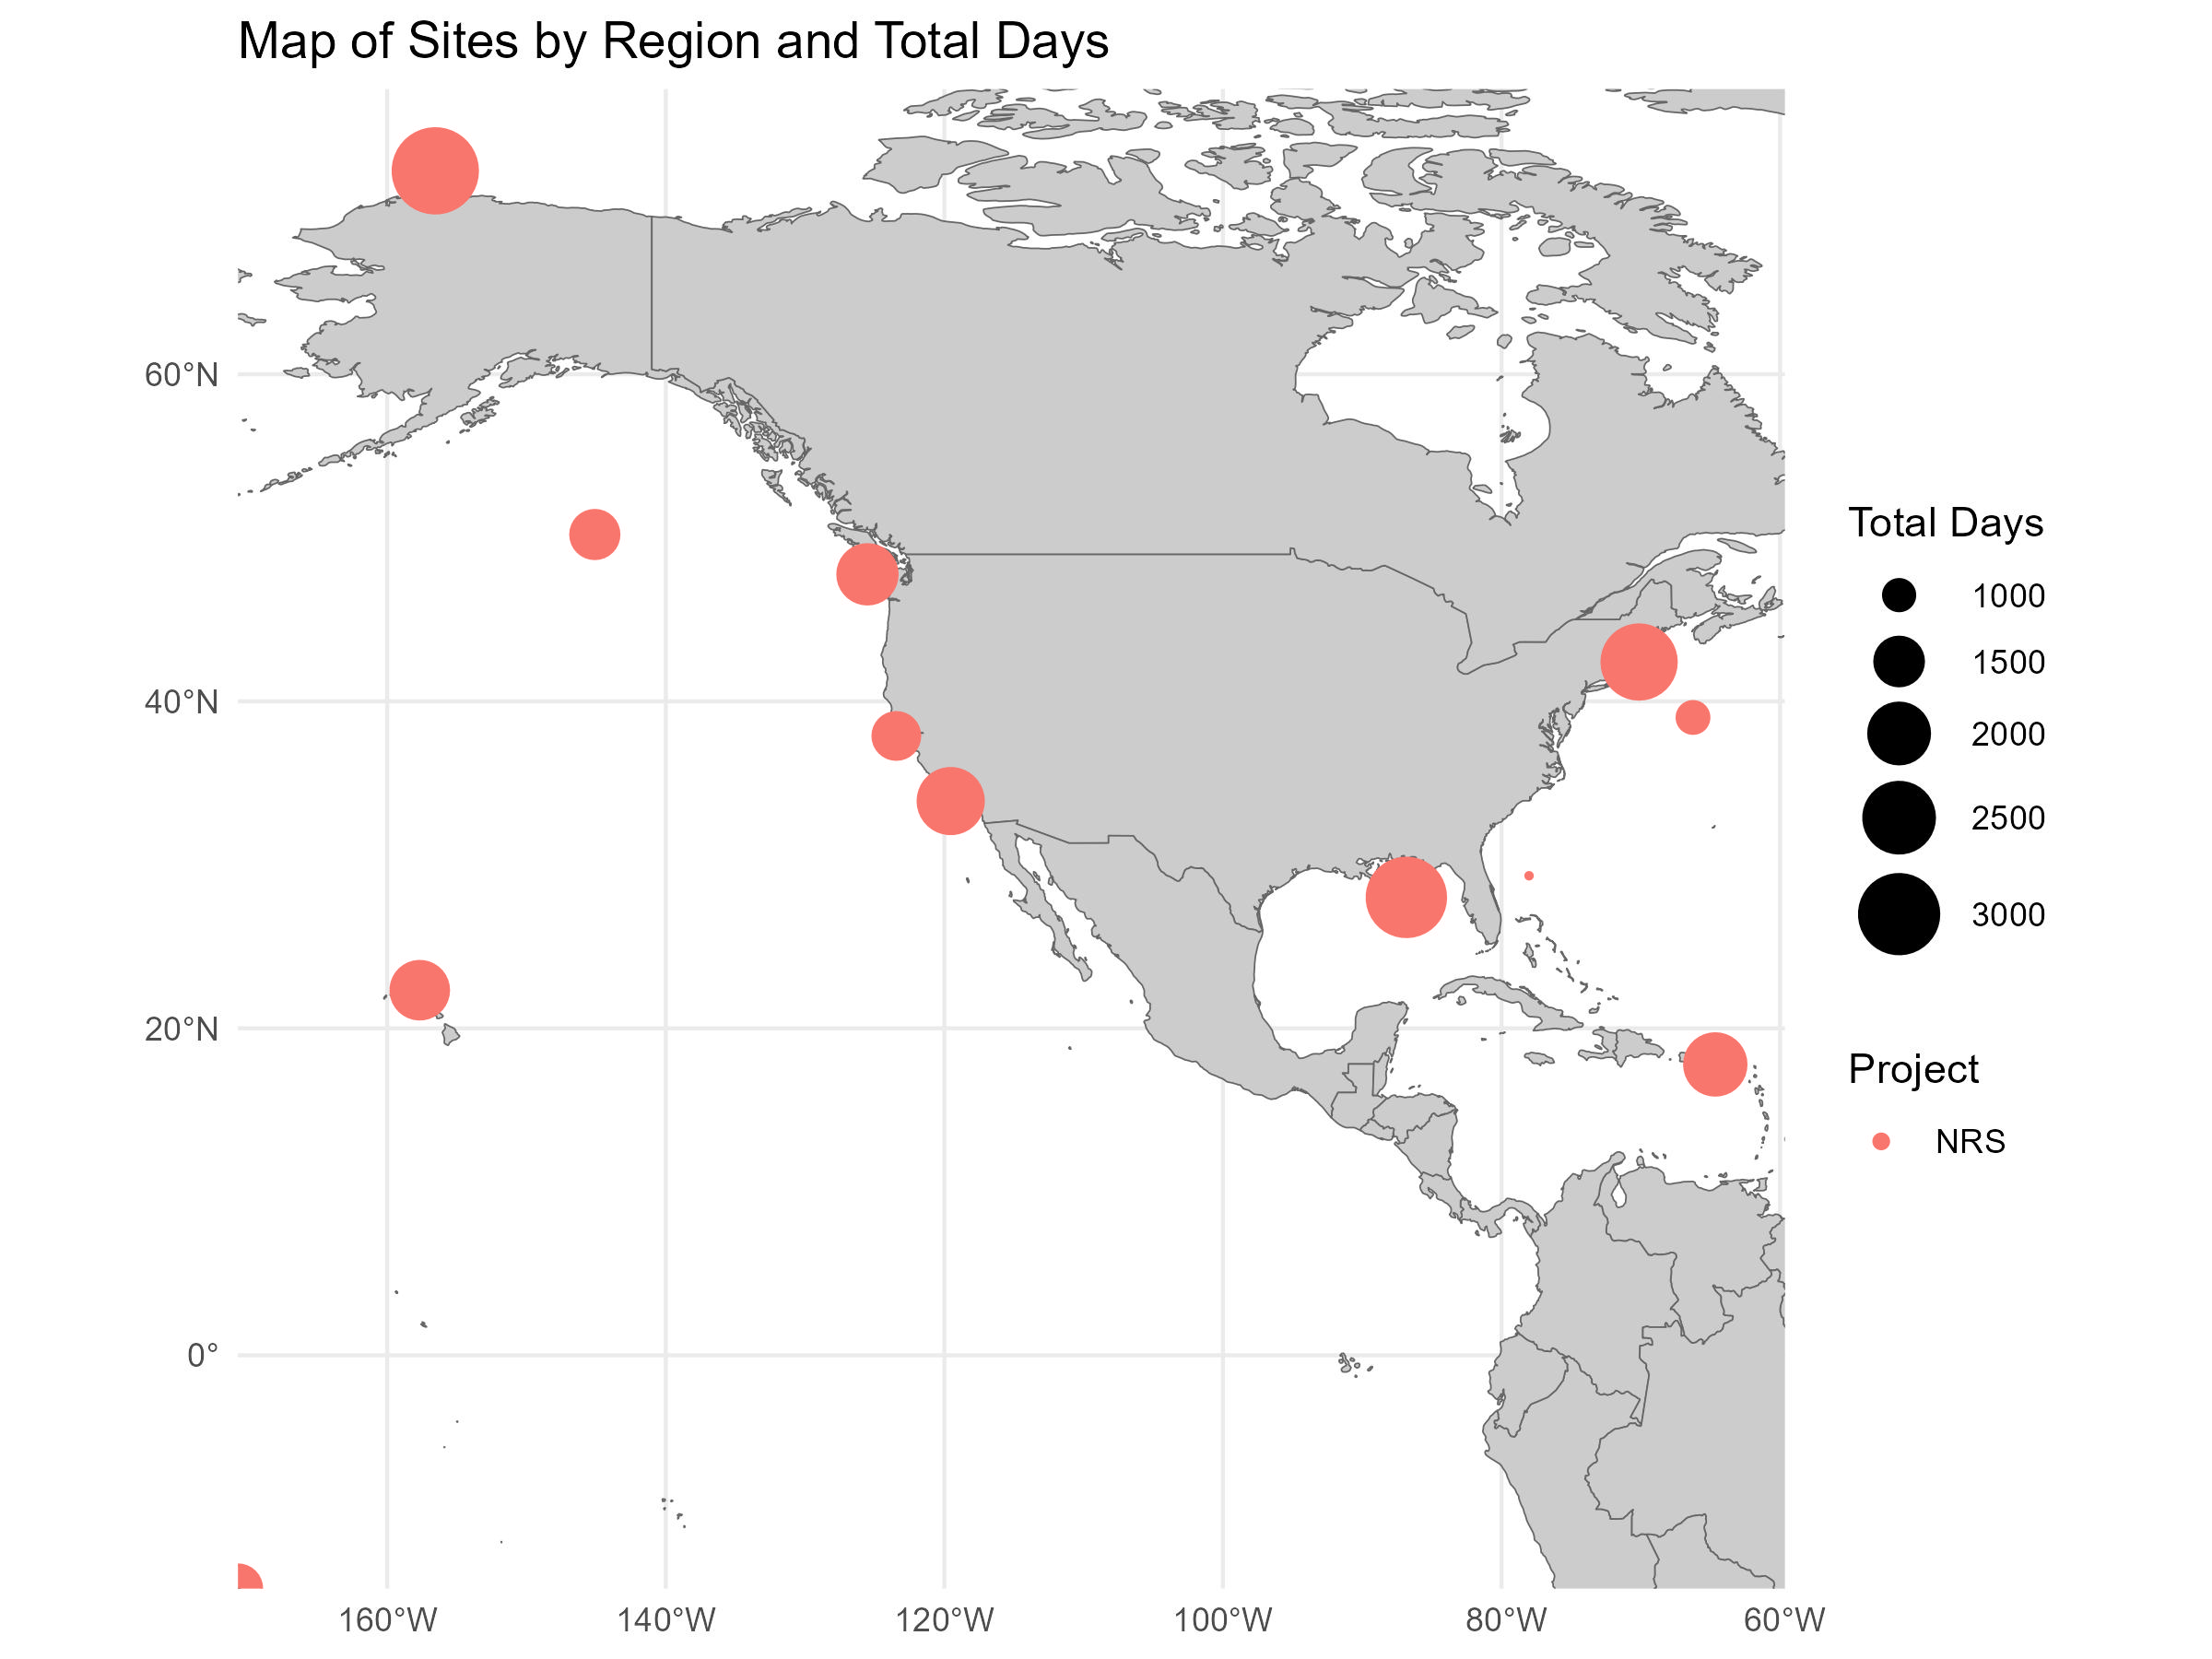 Map of Sites by Region and Total Days
60°N
40°N
20°N
0°
160°W
140°W
120°W
100°W
80°W
60°W
Total Days
1000
1500
2000
2500
3000
Project
NRS